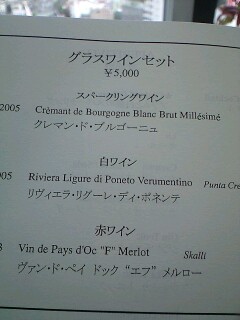 グラスワインセット
￥5,000
スパークリングワイン
2005 Crémant de Bourgogne Blanc Brut Millésimé
クレマン・ド・ブルゴーニュ
白ワイン
005 Riviera Ligure di Poneto Verumentino Punta Cre
リヴィエラ・リグーレ・ディ・ポネンテ
赤ワイン
3 Vin de Pays d'Oc "F" Merlot Skalli
ヴァン・ド・ペイ ドック "エフ" メルロー